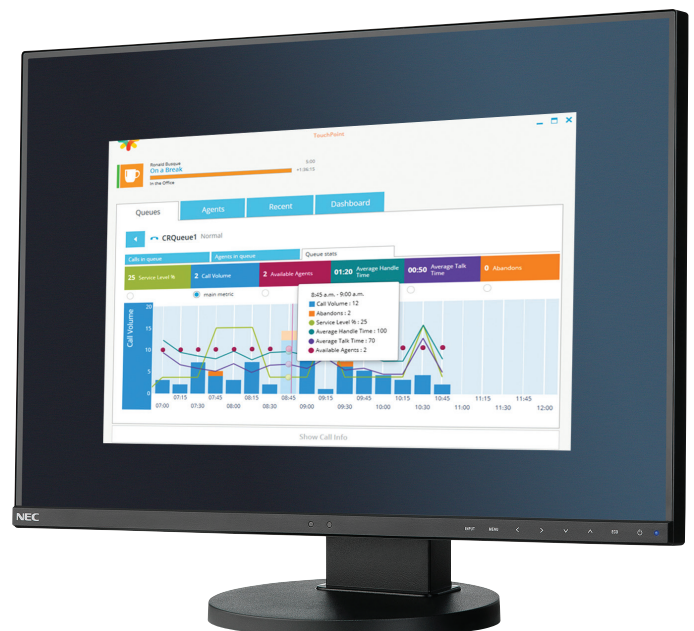 TouchPoint
Ronald Buxque
On a Break
In the Office
5:00
+1:06:15
Queues
Agents
Recent
Dashboard
CRQueue1 Normal
Calls in queue
Agents in queue
Queue stats
25 Service Level %
2 Call Volume
2 Available Agents
01:20 Average Handle Time
00:50 Average Talk Time
0 Abandons
main metric
8:45 a.m. - 9:00 a.m.
Call Volume : 12
Abandons : 2
Service Level % : 25
Average Handle Time : 100
Average Talk Time : 70
Available Agents : 2
Call Volume
20
15
10
5
0
07:15 07:45 08:15 08:45 09:15 09:45 10:15 10:45 11:15 11:45
07:00 07:30 08:00 08:30 09:00 09:30 10:00 10:30 11:00 11:30 12:00
Show Call Info
NEC
INPUT MENU ECO